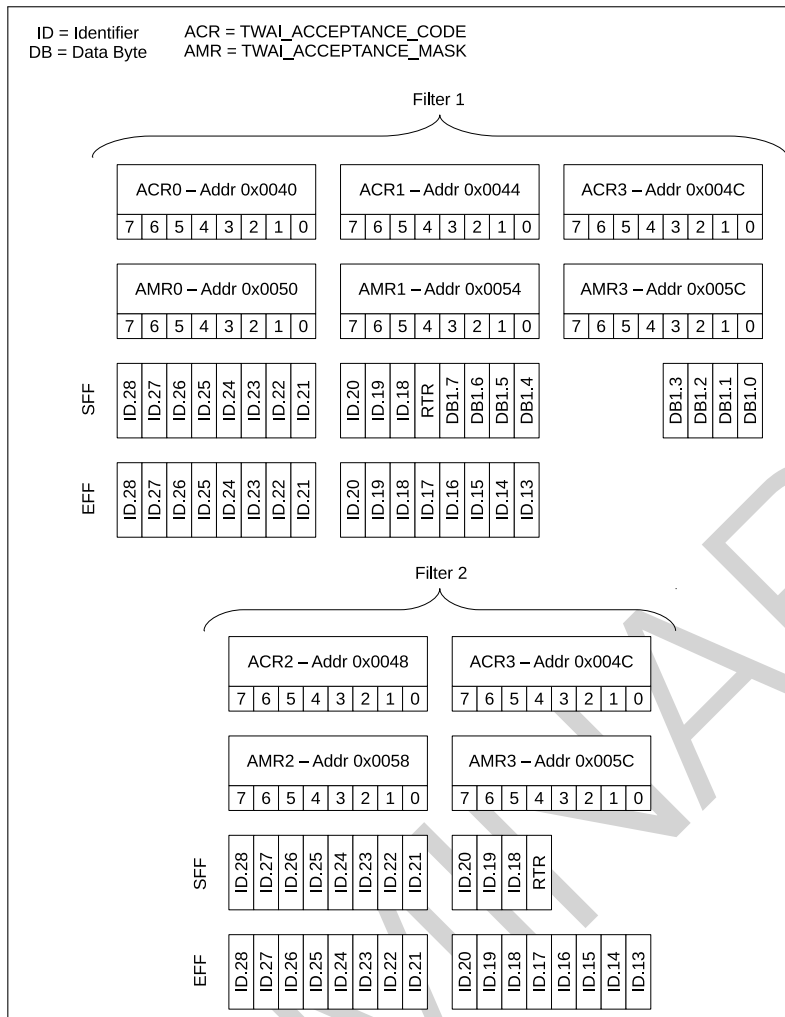 ID = Identifier ACR = TWAI_ACCEPTANCE_CODE
DB = Data Byte AMR = TWAI_ACCEPTANCE_MASK
Filter 1
ACR0 – Addr 0x0040 ACR1 – Addr 0x0044 ACR3 – Addr 0x004C
7 6 5 4 3 2 1 0 7 6 5 4 3 2 1 0 7 6 5 4 3 2 1 0
AMR0 – Addr 0x0050 AMR1 – Addr 0x0054 AMR3 – Addr 0x005C
7 6 5 4 3 2 1 0 7 6 5 4 3 2 1 0 7 6 5 4 3 2 1 0
SFF ID.28 ID.27 ID.26 ID.25 ID.24 ID.23 ID.22 ID.21 ID.20 ID.19 ID.18 RTR DB1.7 DB1.6 DB1.5 DB1.4 DB1.3 DB1.2 DB1.1 DB1.0
EFF ID.28 ID.27 ID.26 ID.25 ID.24 ID.23 ID.22 ID.21 ID.20 ID.19 ID.18 ID.17 ID.16 ID.15 ID.14 ID.13
Filter 2
ACR2 – Addr 0x0048 ACR3 – Addr 0x004C
7 6 5 4 3 2 1 0 7 6 5 4 3 2 1 0
AMR2 – Addr 0x0058 AMR3 – Addr 0x005C
7 6 5 4 3 2 1 0 7 6 5 4 3 2 1 0
SFF ID.28 ID.27 ID.26 ID.25 ID.24 ID.23 ID.22 ID.21 ID.20 ID.19 ID.18 RTR
EFF ID.28 ID.27 ID.26 ID.25 ID.24 ID.23 ID.22 ID.21 ID.20 ID.19 ID.18 ID.17 ID.16 ID.15 ID.14 ID.13